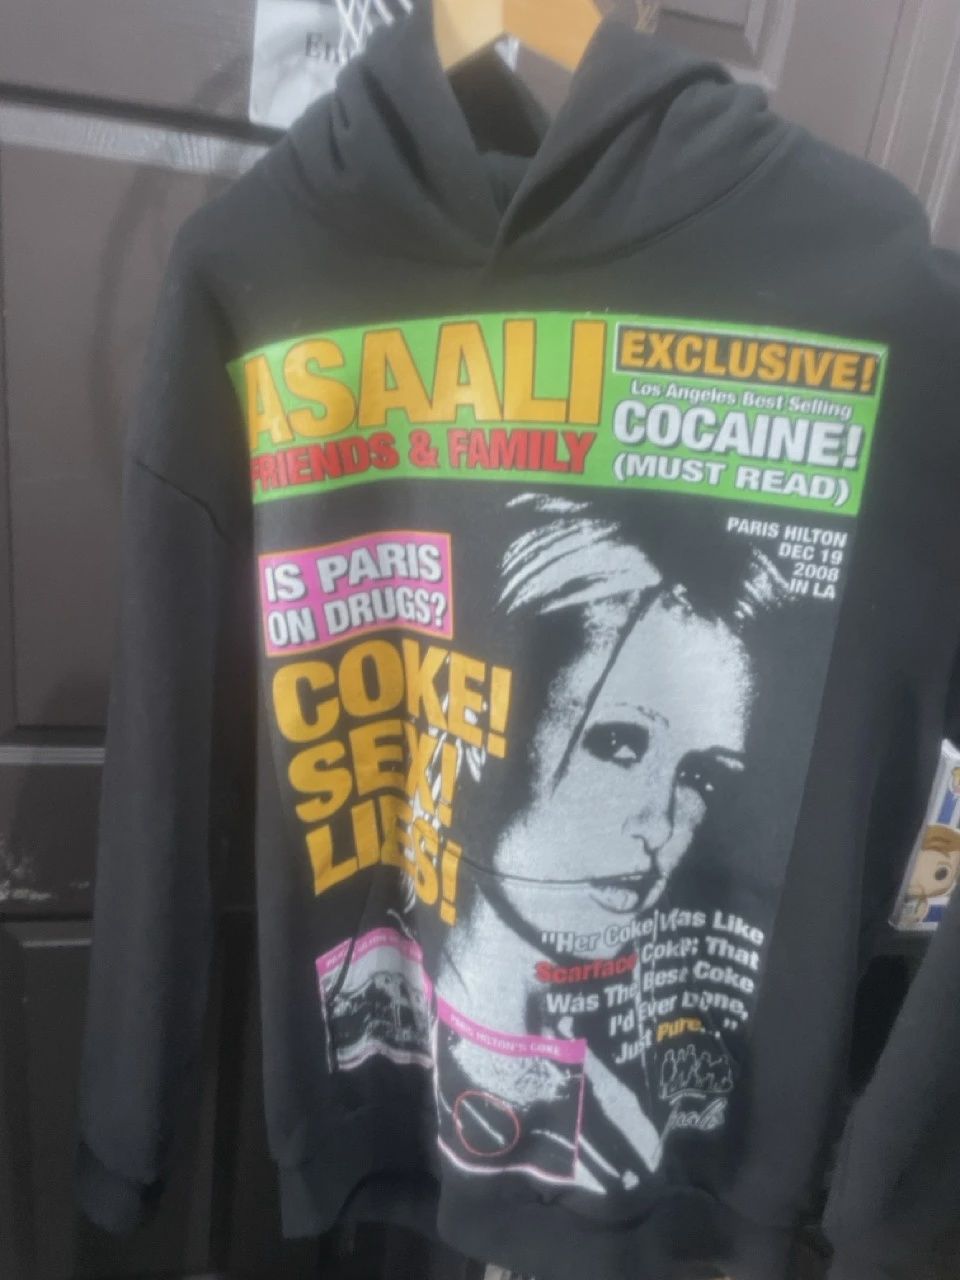 ASAALI
FRIENDS & FAMILY
EXCLUSIVE!
Los Angeles Best Selling
COCAINE!
(MUST READ)
PARIS HILTON
DEC 19
2008
IN LA
IS PARIS
ON DRUGS?
COKE!
SEX!
LIES!
"Her Coke Was Like
Scarface Coke; That
Was The Best Coke
I'd Ever Done,
Just Pure..."
PARIS HILTON'S COKE